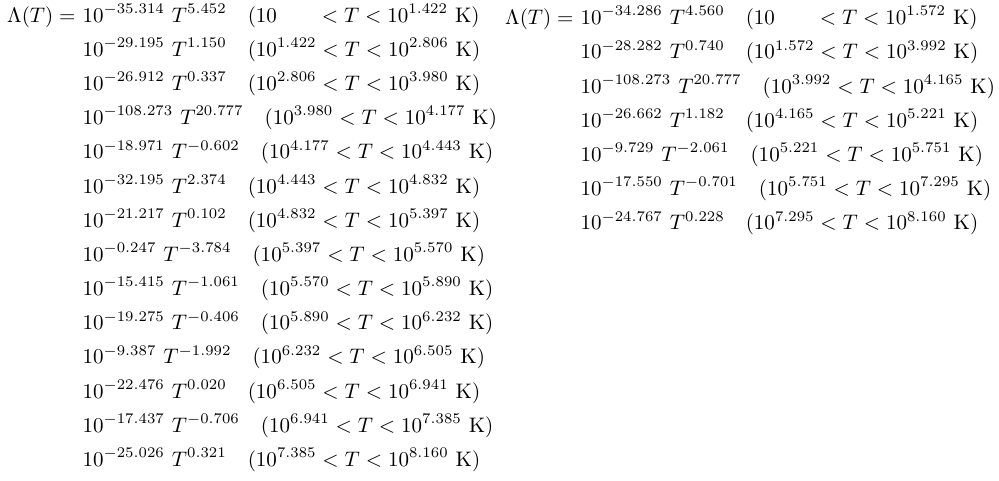 Λ(T) = 10^−35.314 T^5.452 (10 < T < 10^1.422 K)
10^−29.195 T^1.150 (10^1.422 < T < 10^2.806 K)
10^−26.912 T^0.337 (10^2.806 < T < 10^3.980 K)
10^−108.273 T^20.777 (10^3.980 < T < 10^4.177 K)
10^−18.971 T^−0.602 (10^4.177 < T < 10^4.443 K)
10^−32.195 T^2.374 (10^4.443 < T < 10^4.832 K)
10^−21.217 T^0.102 (10^4.832 < T < 10^5.397 K)
10^−0.247 T^−3.784 (10^5.397 < T < 10^5.570 K)
10^−15.415 T^−1.061 (10^5.570 < T < 10^5.890 K)
10^−19.275 T^−0.406 (10^5.890 < T < 10^6.232 K)
10^−9.387 T^−1.992 (10^6.232 < T < 10^6.505 K)
10^−22.476 T^0.020 (10^6.505 < T < 10^6.941 K)
10^−17.437 T^−0.706 (10^6.941 < T < 10^7.385 K)
10^−25.026 T^0.321 (10^7.385 < T < 10^8.160 K)
Λ(T) = 10^−34.286 T^4.560 (10 < T < 10^1.572 K)
10^−28.282 T^0.740 (10^1.572 < T < 10^3.992 K)
10^−108.273 T^20.777 (10^3.992 < T < 10^4.165 K)
10^−26.662 T^1.182 (10^4.165 < T < 10^5.221 K)
10^−9.729 T^−2.061 (10^5.221 < T < 10^5.751 K)
10^−17.550 T^−0.701 (10^5.751 < T < 10^7.295 K)
10^−24.767 T^0.228 (10^7.295 < T < 10^8.160 K)